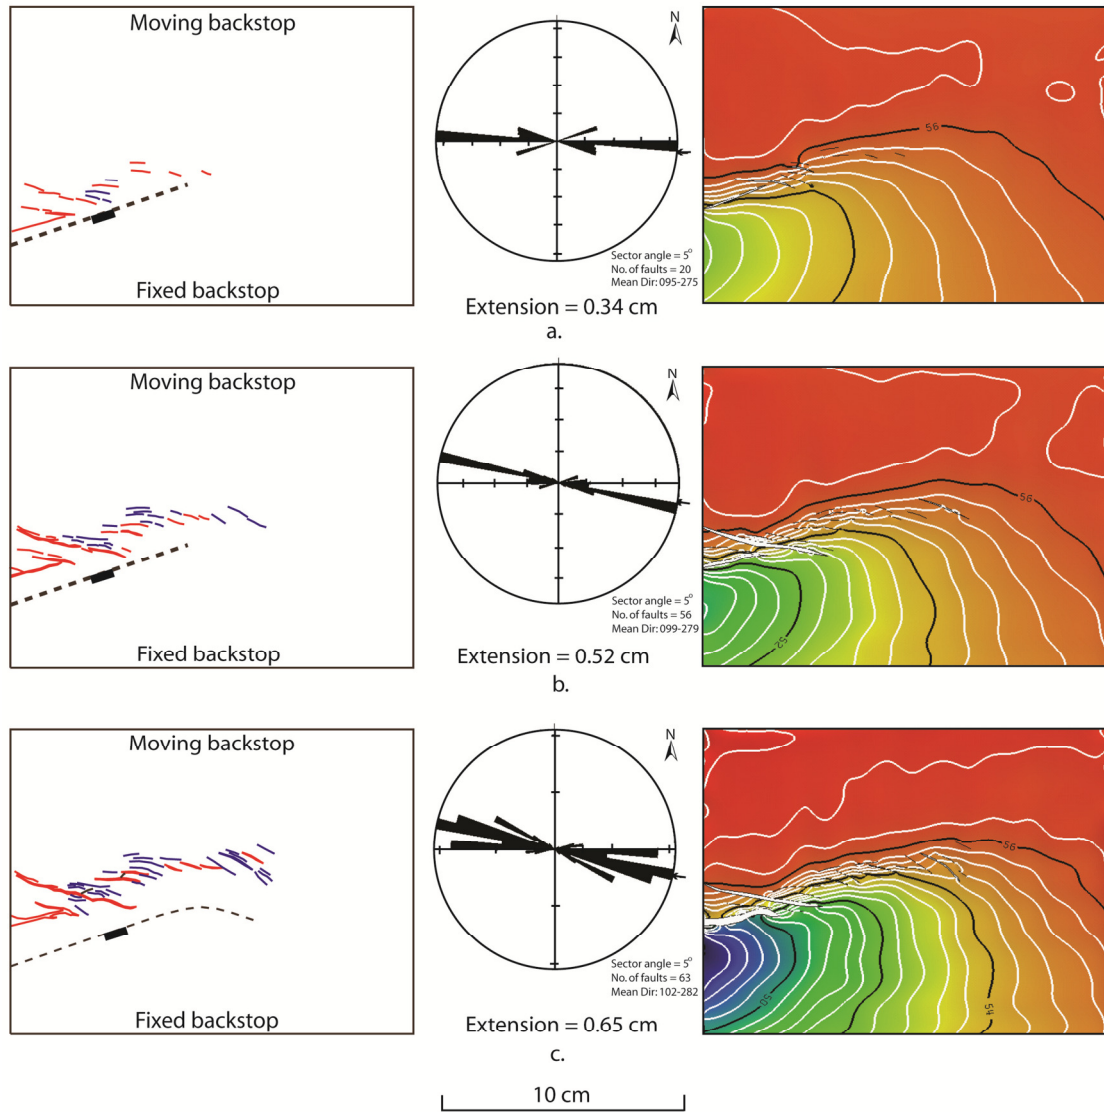 Moving backstop
Fixed backstop
N
Sector angle = 5°
No. of faults = 20
Mean Dir: 095-275
Extension = 0.34 cm
56
a.
Moving backstop
Fixed backstop
N
Sector angle = 5°
No. of faults = 56
Mean Dir: 099-279
Extension = 0.52 cm
56
52
b.
Moving backstop
Fixed backstop
N
Sector angle = 5°
No. of faults = 63
Mean Dir: 102-282
Extension = 0.65 cm
56
50
54
c.
10 cm